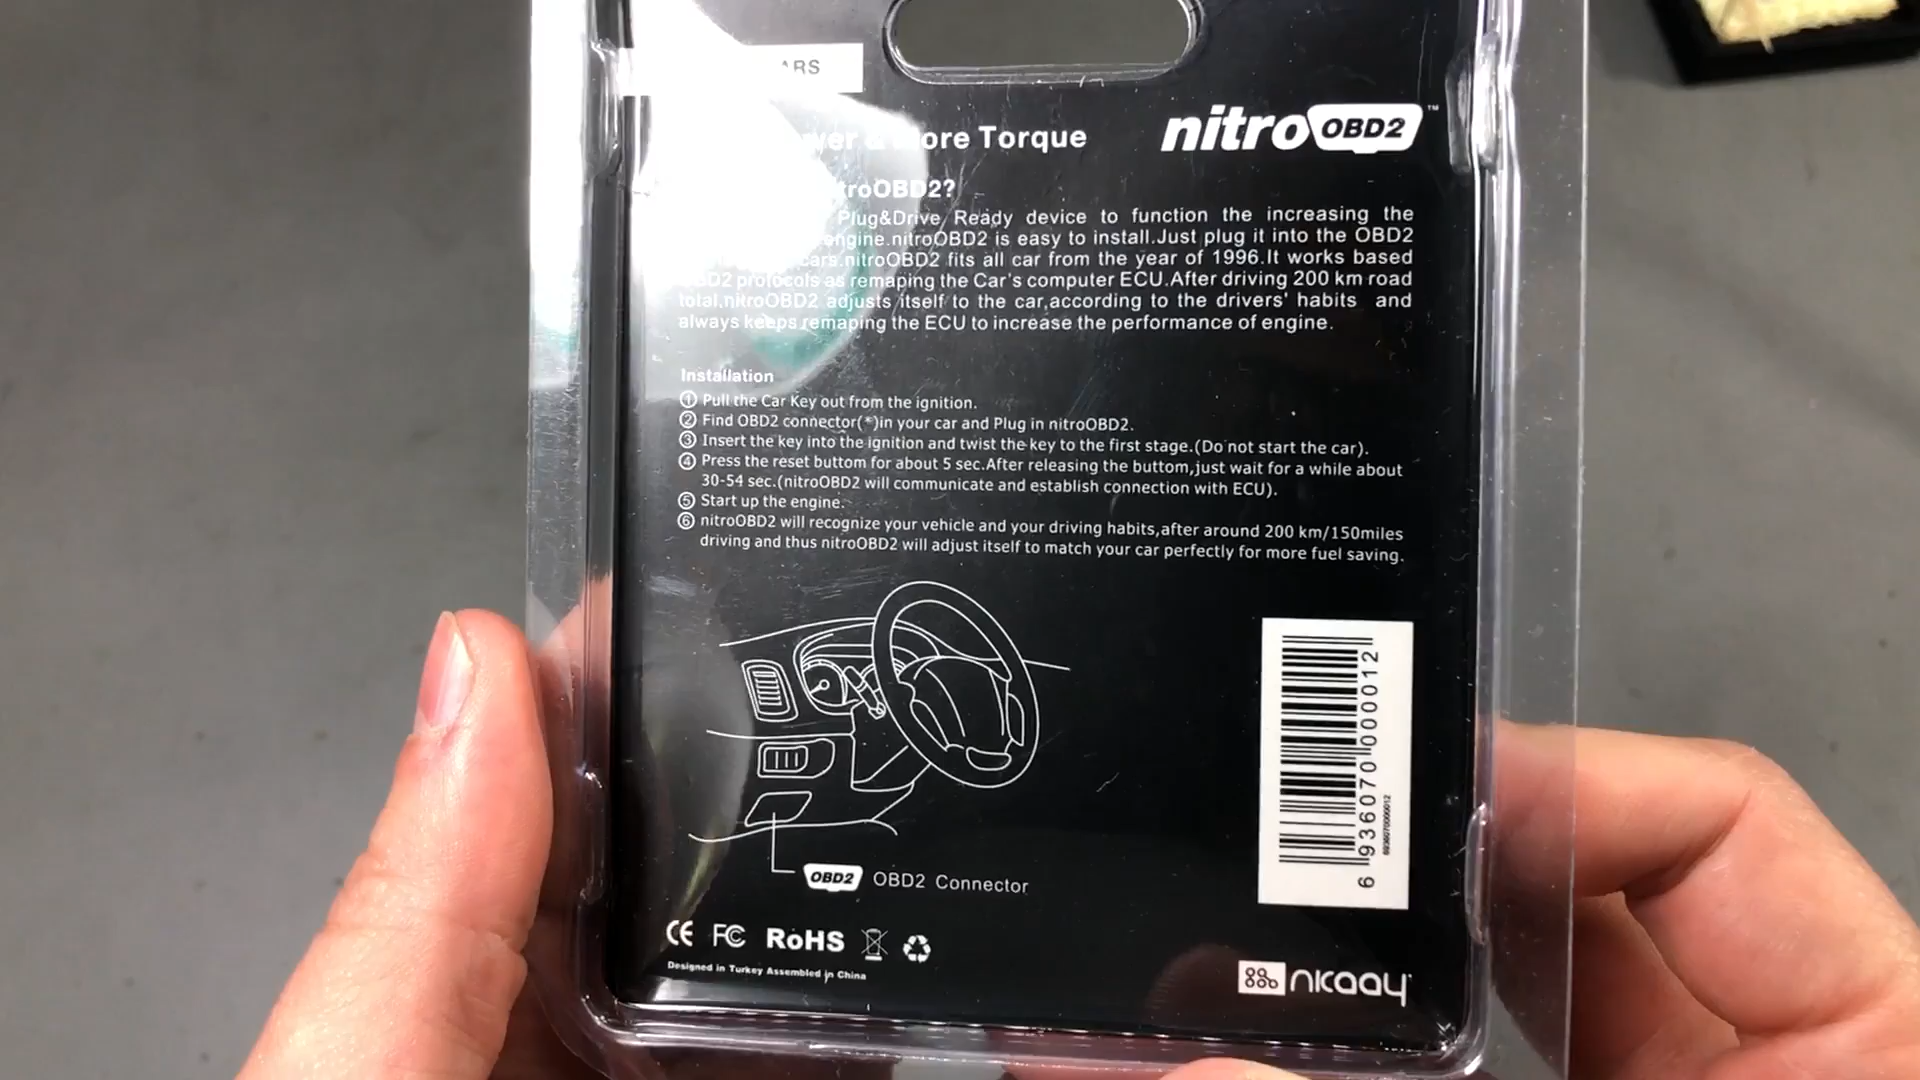 nitro OBD2 ™
Torque
OBD2?
Plug&Drive Ready device to function the increasing the
engine.nitroOBD2 is easy to install.Just plug it into the OBD2
cars.nitroOBD2 fits all car from the year of 1996.It works based
protocols as remaping the Car's computer ECU.After driving 200 km road
total,nitroOBD2 adjusts itself to the car,according to the drivers' habits and
always keeps remaping the ECU to increase the performance of engine.
Installation
① Pull the Car Key out from the ignition.
② Find OBD2 connector(*)in your car and Plug in nitroOBD2.
③ Insert the key into the ignition and twist the key to the first stage.(Do not start the car).
④ Press the reset buttom for about 5 sec.After releasing the buttom,just wait for a while about
30-54 sec.(nitroOBD2 will communicate and establish connection with ECU).
⑤ Start up the engine.
⑥ nitroOBD2 will recognize your vehicle and your driving habits,after around 200 km/150miles
driving and thus nitroOBD2 will adjust itself to match your car perfectly for more fuel saving.
OBD2 OBD2 Connector
6 936070 000012
6936070000012
CE FC RoHS
Designed in Turkey Assembled in China
nicaay